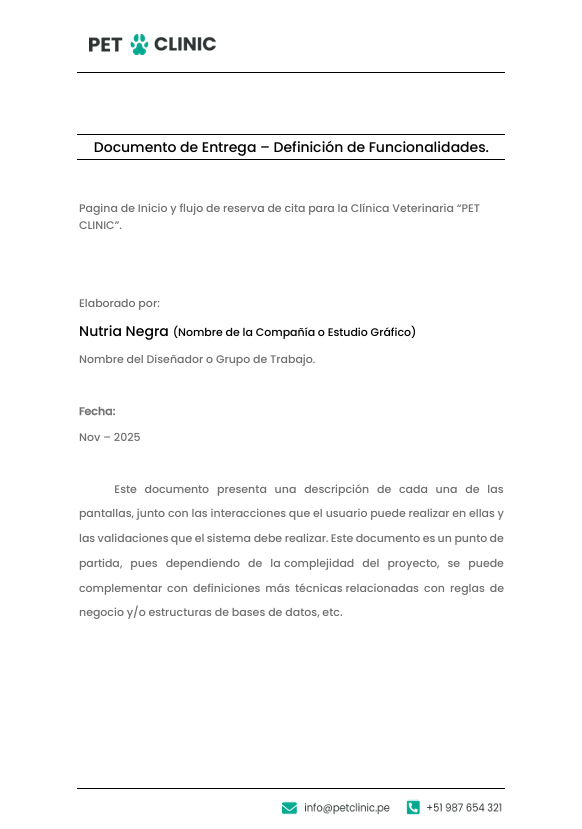 PET CLINIC
Documento de Entrega – Definición de Funcionalidades.
Pagina de Inicio y flujo de reserva de cita para la Clínica Veterinaria “PET
CLINIC”.
Elaborado por:
Nutria Negra (Nombre de la Compañía o Estudio Gráfico)
Nombre del Diseñador o Grupo de Trabajo.
Fecha:
Nov – 2025
Este documento presenta una descripción de cada una de las
pantallas, junto con las interacciones que el usuario puede realizar en ellas y
las validaciones que el sistema debe realizar. Este documento es un punto de
partida, pues dependiendo de la complejidad del proyecto, se puede
complementar con definiciones más técnicas relacionadas con reglas de
negocio y/o estructuras de bases de datos, etc.
info@petclinic.pe +51 987 654 321